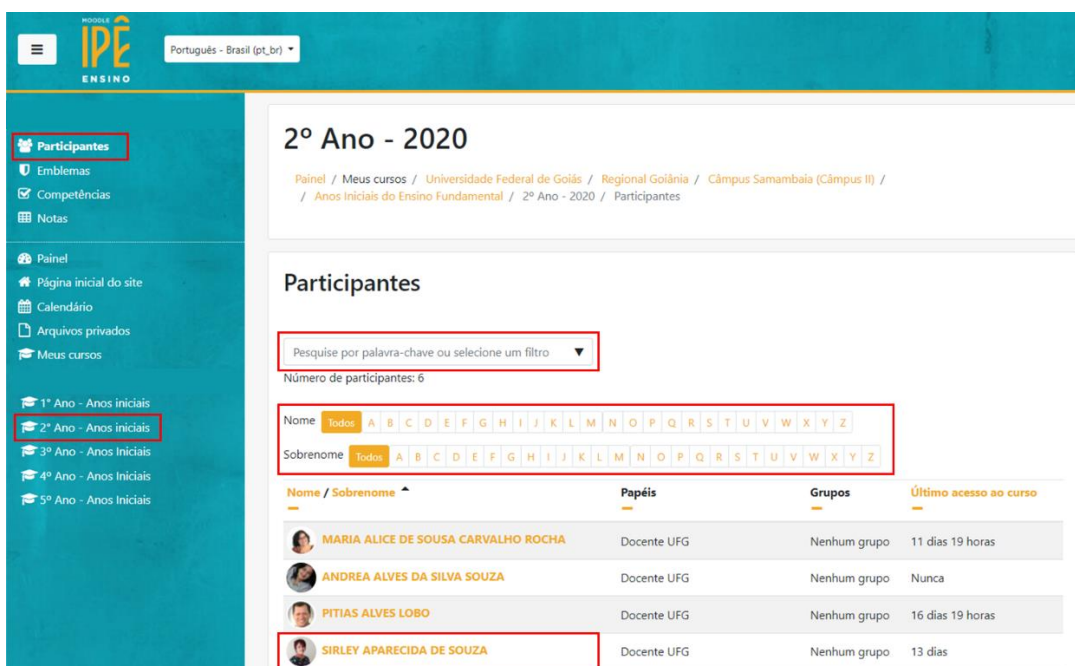 MOODLE
IPÊ
ENSINO
Português - Brasil (pt_br)
Participantes
Emblemas
Competências
Notas
Painel
Página inicial do site
Calendário
Arquivos privados
Meus cursos
1° Ano - Anos iniciais
2° Ano - Anos iniciais
3º Ano - Anos Iniciais
4º Ano - Anos Iniciais
5º Ano - Anos Iniciais
2º Ano - 2020
Painel / Meus cursos / Universidade Federal de Goiás / Regional Goiânia / Câmpus Samambaia (Câmpus II) /
/ Anos Iniciais do Ensino Fundamental / 2º Ano - 2020 / Participantes
Participantes
Pesquise por palavra-chave ou selecione um filtro ▼
Número de participantes: 6
Nome Todos A B C D E F G H I J K L M N O P Q R S T U V W X Y Z
Sobrenome Todos A B C D E F G H I J K L M N O P Q R S T U V W X Y Z
Nome / Sobrenome Papéis Grupos Último acesso ao curso
MARIA ALICE DE SOUSA CARVALHO ROCHA Docente UFG Nenhum grupo 11 dias 19 horas
ANDREA ALVES DA SILVA SOUZA Docente UFG Nenhum grupo Nunca
PITIAS ALVES LOBO Docente UFG Nenhum grupo 16 dias 19 horas
SIRLEY APARECIDA DE SOUZA Docente UFG Nenhum grupo 13 dias